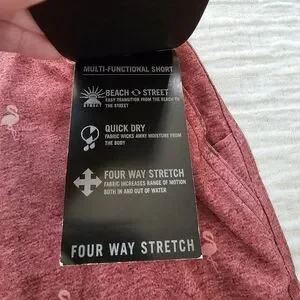 MULTI-FUNCTIONAL SHORT
BEACH STREET
EASY TRANSITION FROM THE BEACH TO
THE STREET
QUICK DRY
FABRIC WICKS AWAY MOISTURE FROM
THE BODY
FOUR WAY STRETCH
FABRIC INCREASES RANGE OF MOTION
BOTH IN AND OUT OF WATER
FOUR WAY STRETCH